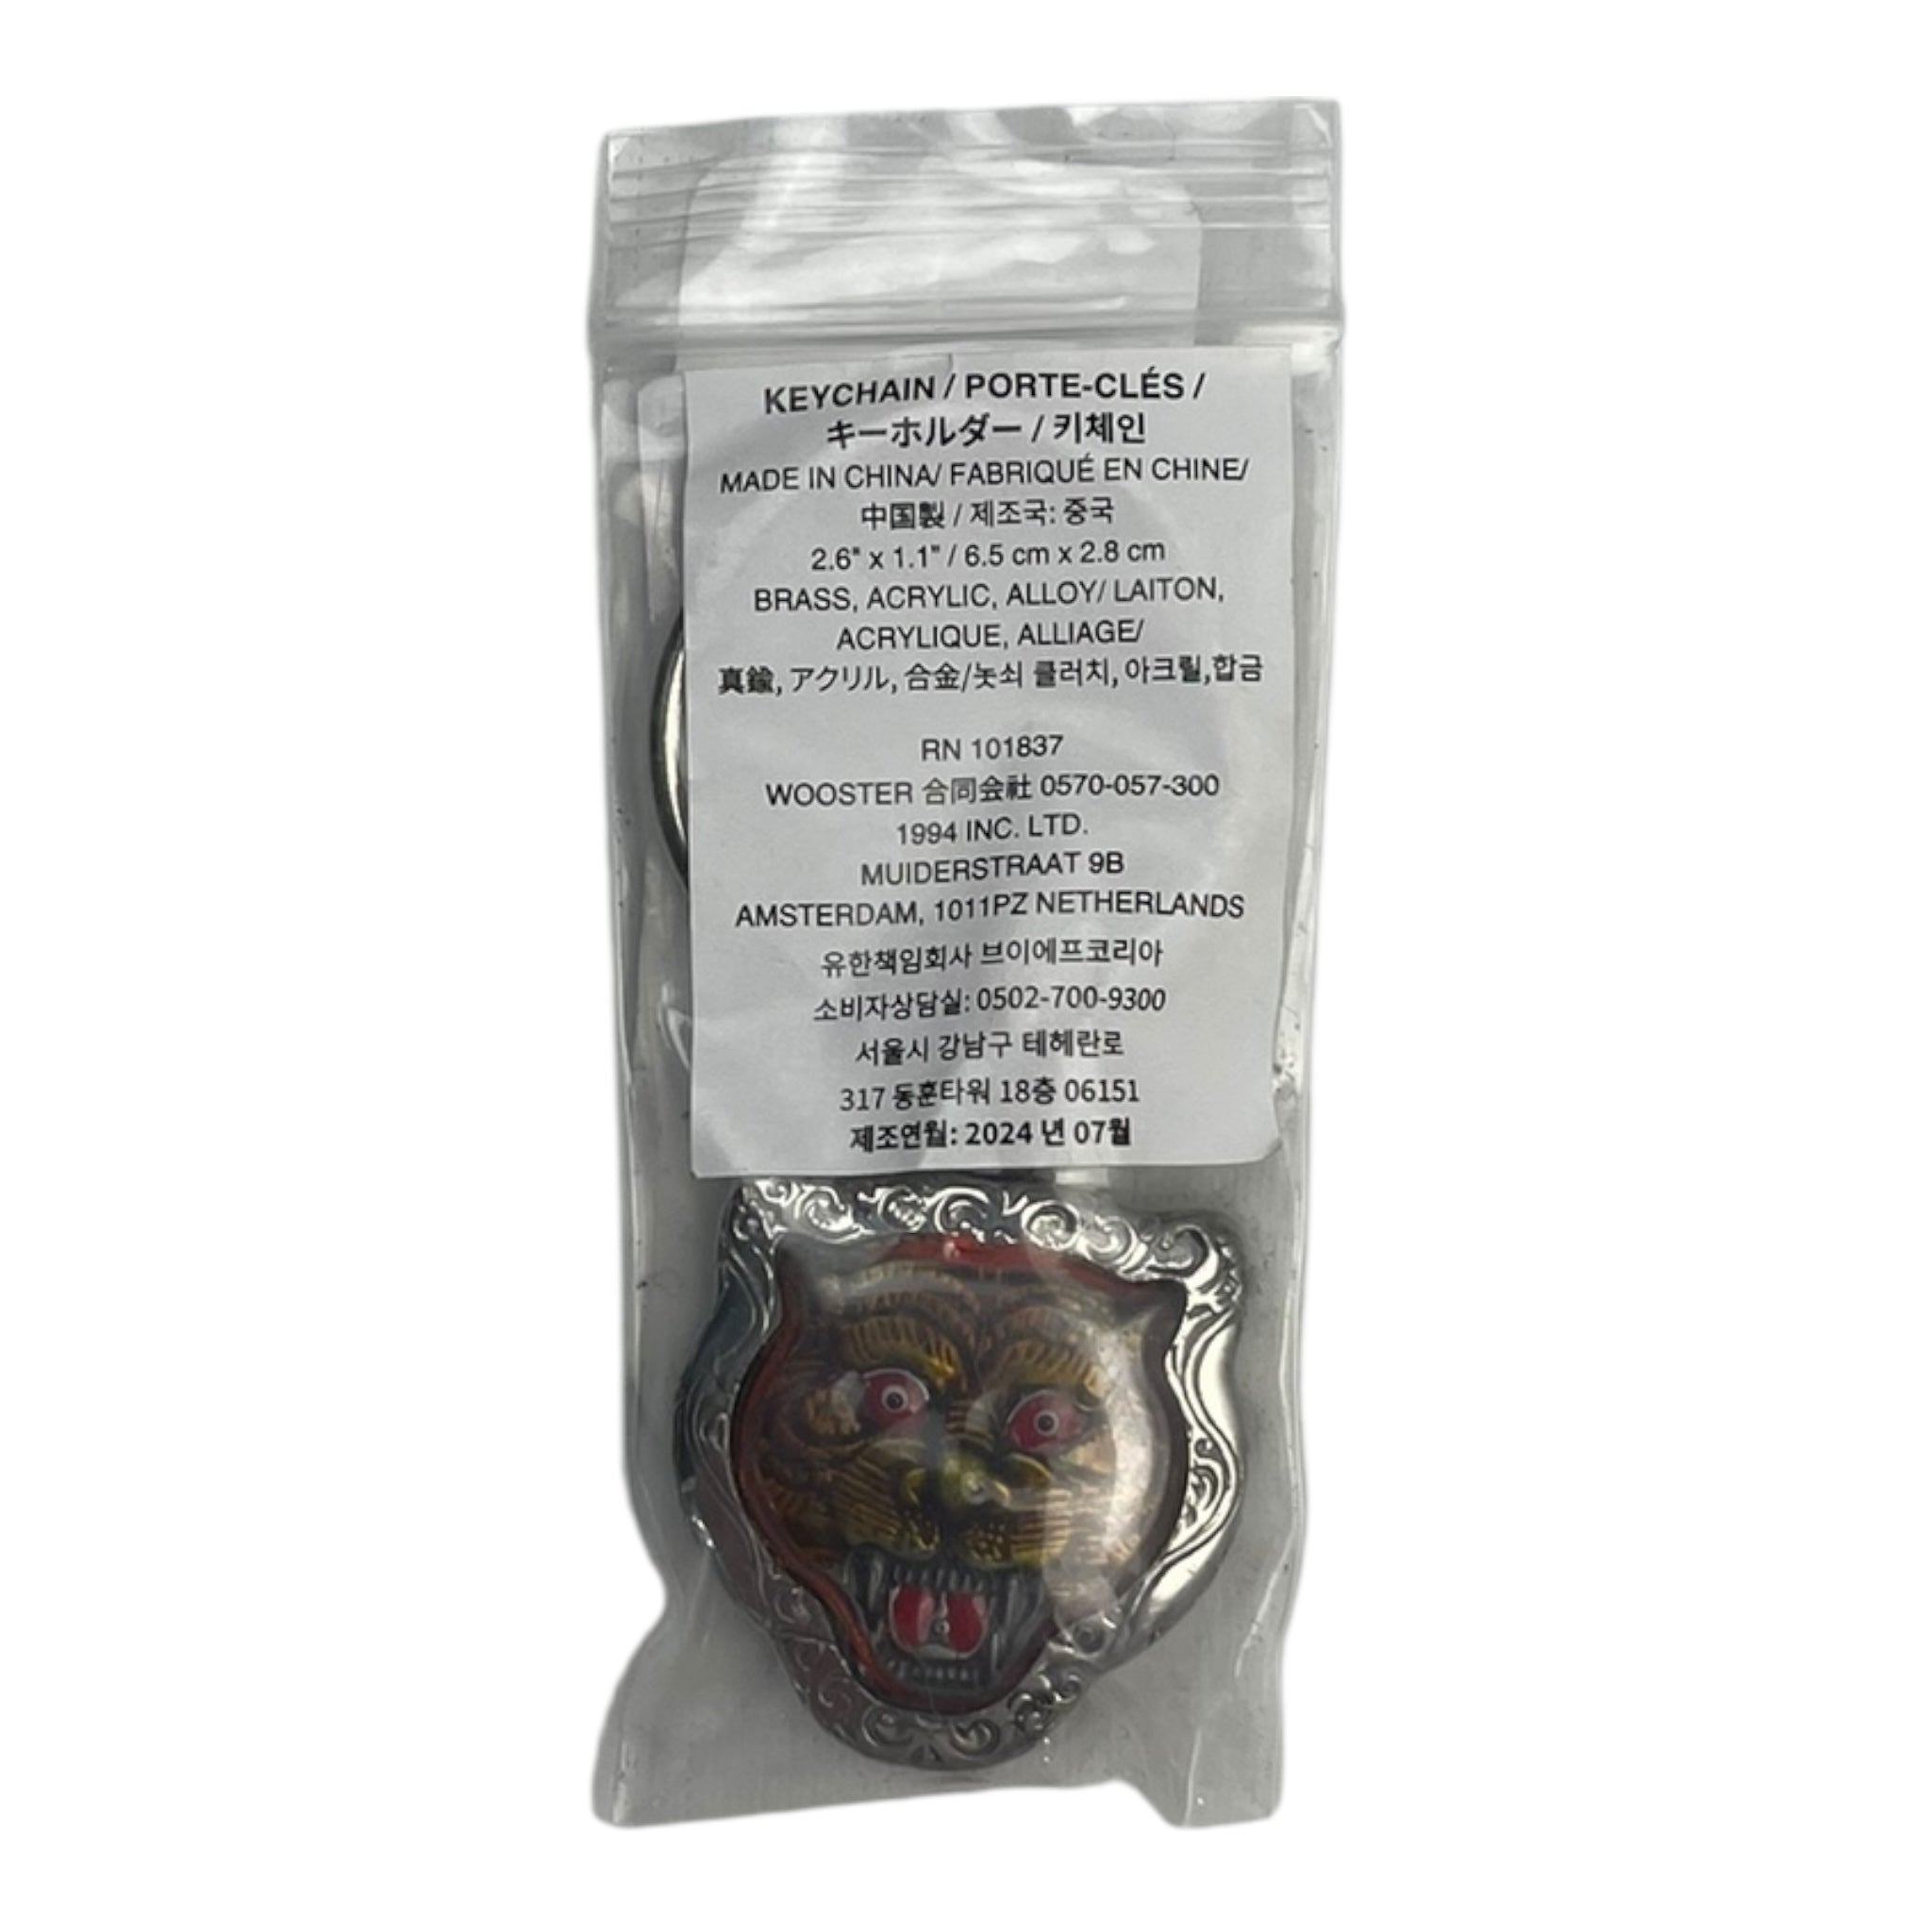 KEYCHAIN / PORTE-CLÉS /
キーホルダー / 키체인
MADE IN CHINA/ FABRIQUÉ EN CHINE/
中国製 / 제조국: 중국
2.6" x 1.1" / 6.5 cm x 2.8 cm
BRASS, ACRYLIC, ALLOY/ LAITON,
ACRYLIQUE, ALLIAGE/
真鍮, アクリル, 合金/놋쇠 클러치, 아크릴,합금
RN 101837
WOOSTER 合同会社 0570-057-300
1994 INC. LTD.
MUIDERSTRAAT 9B
AMSTERDAM, 1011PZ NETHERLANDS
유한책임회사 브이에프코리아
소비자상담실: 0502-700-9300
서울시 강남구 테헤란로
317 동훈타워 18층 06151
제조연월: 2024 년 07월